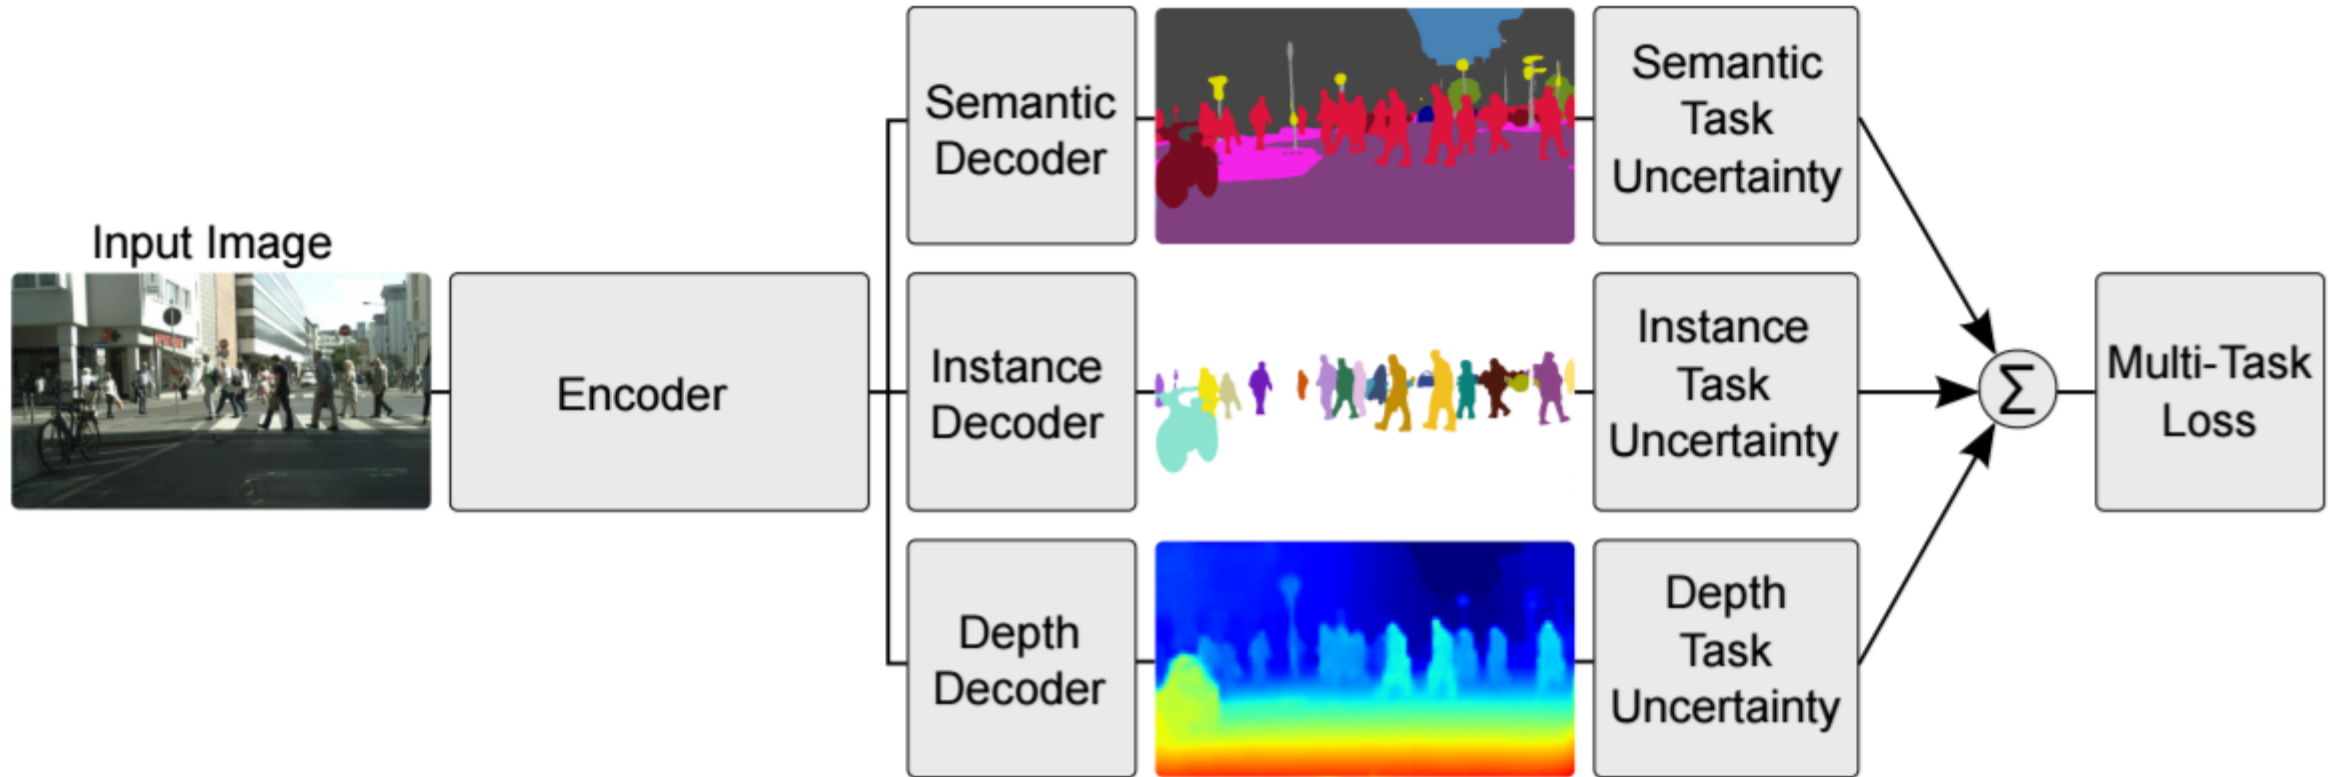 Input Image
Encoder
Semantic
Decoder
Instance
Decoder
Depth
Decoder
Semantic
Task
Uncertainty
Instance
Task
Uncertainty
Depth
Task
Uncertainty
Σ
Multi-Task
Loss